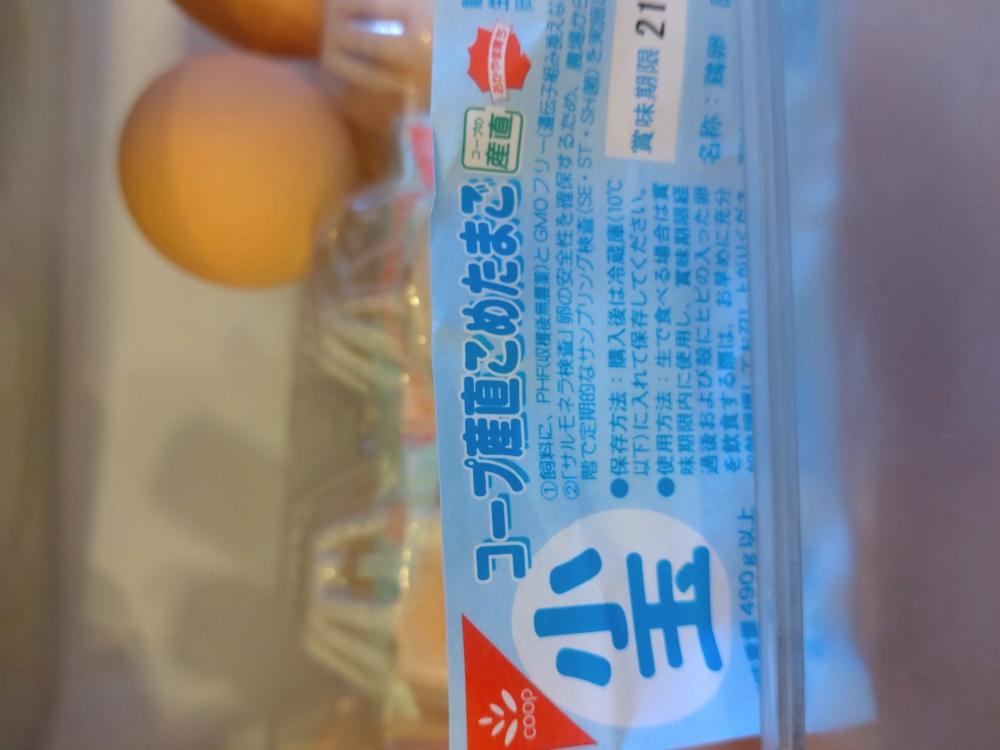 coop
コープ産直こめたまご
コープの
産直
おかやま育ち
小玉
①飼料に、PHF(収穫後無農薬)とGMOフリー(遺伝子組み換えな
②「サルモネラ検査」卵の安全性を確保するため、農場から
階で定期的なサンプリング検査(SE・ST・SH菌)を実施
●保存方法：購入後は冷蔵庫(10℃
以下)に入れて保存してください。
●使用方法：生で食べる場合は賞
味期限内に使用し、賞味期限経
過後および殻にヒビの入った卵
を飲食する際は、お早めに充分
賞味期限 21
名称：鶏卵
490g以上